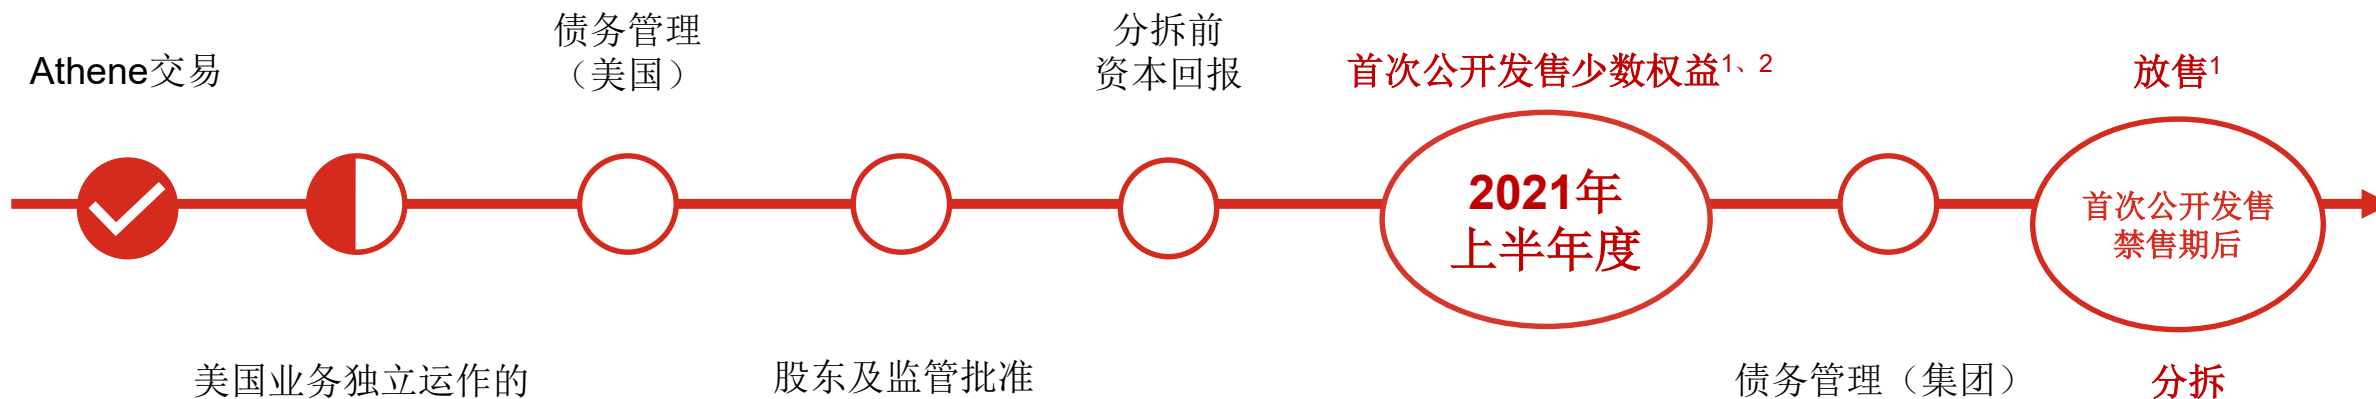 Athene交易
债务管理
（美国）
分拆前
资本回报
首次公开发售少数权益1、2
放售1
2021年
上半年度
首次公开发售
禁售期后
美国业务独立运作的
股东及监管批准
债务管理（集团）
分拆